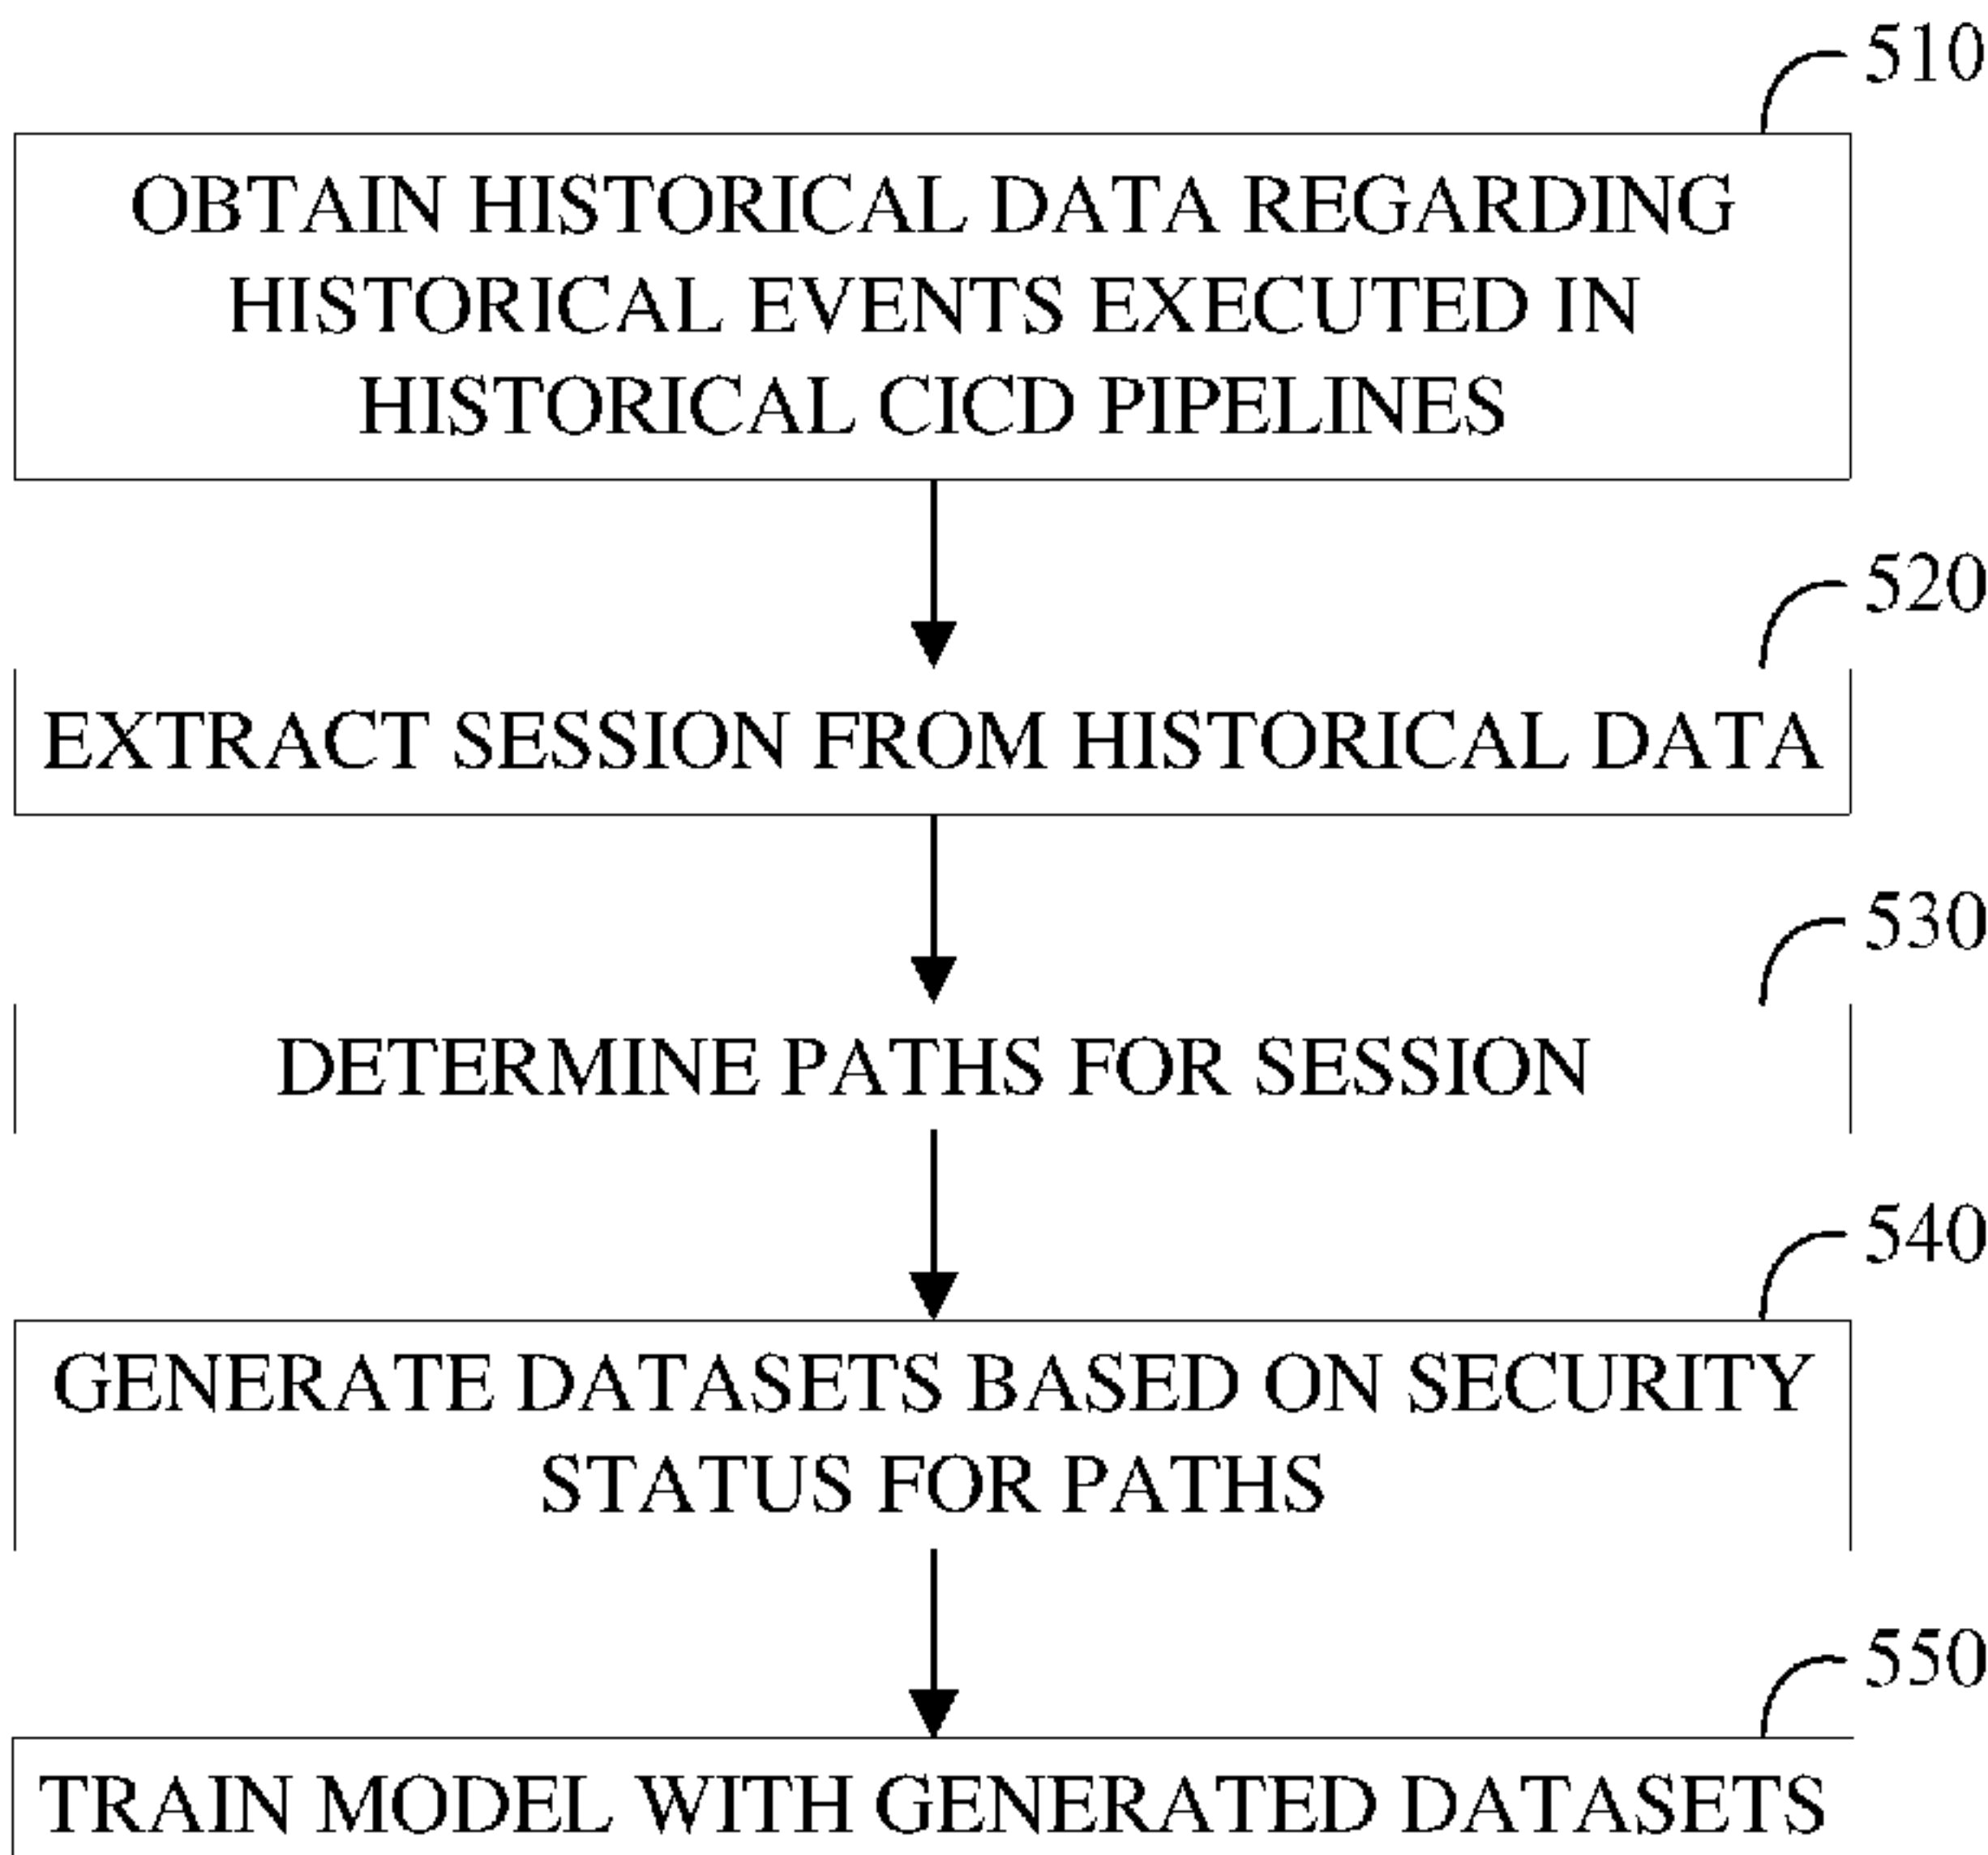 510
OBTAIN HISTORICAL DATA REGARDING
HISTORICAL EVENTS EXECUTED IN
HISTORICAL CICD PIPELINES
520
EXTRACT SESSION FROM HISTORICAL DATA
530
DETERMINE PATHS FOR SESSION
540
GENERATE DATASETS BASED ON SECURITY
STATUS FOR PATHS
550
TRAIN MODEL WITH GENERATED DATASETS